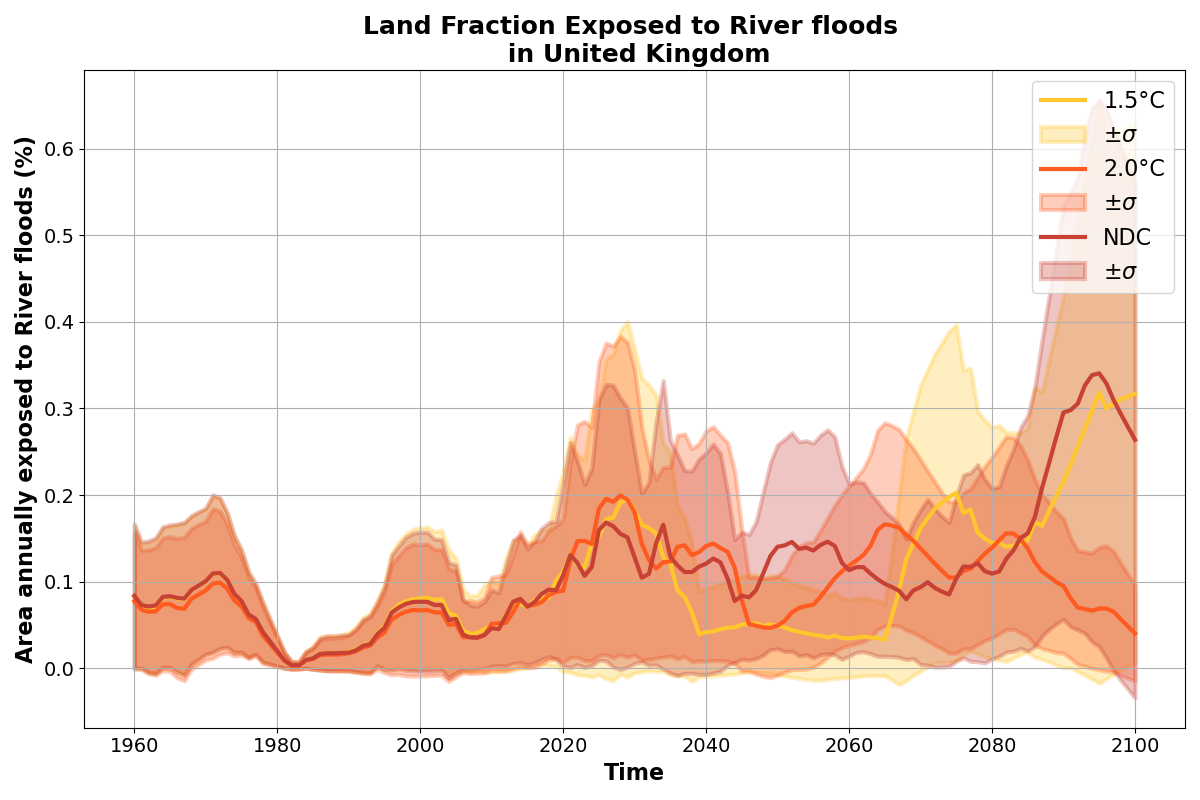 Land Fraction Exposed to River floods
in United Kingdom
Area annually exposed to River floods (%)
0.6
0.5
0.4
0.3
0.2
0.1
0.0
1.5°C
±σ
2.0°C
±σ
NDC
±σ
1960 1980 2000 2020 2040 2060 2080 2100
Time